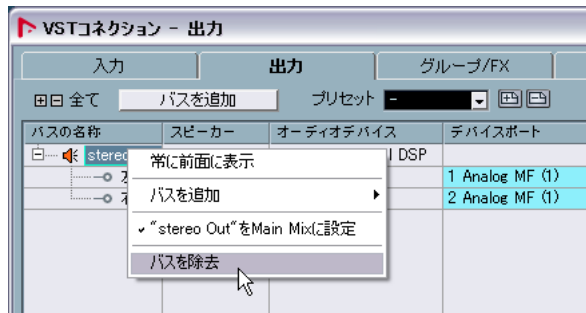 VSTコネクション - 出力
入力 出力 グループ/FX
全て バスを追加 プリセット -
バスの名称 スピーカー オーディオデバイス デバイスポート
stereo DSP
1 Analog MF (1)
2 Analog MF (1)
常に前面に表示
バスを追加
"stereo Out"をMain Mixに設定
バスを除去